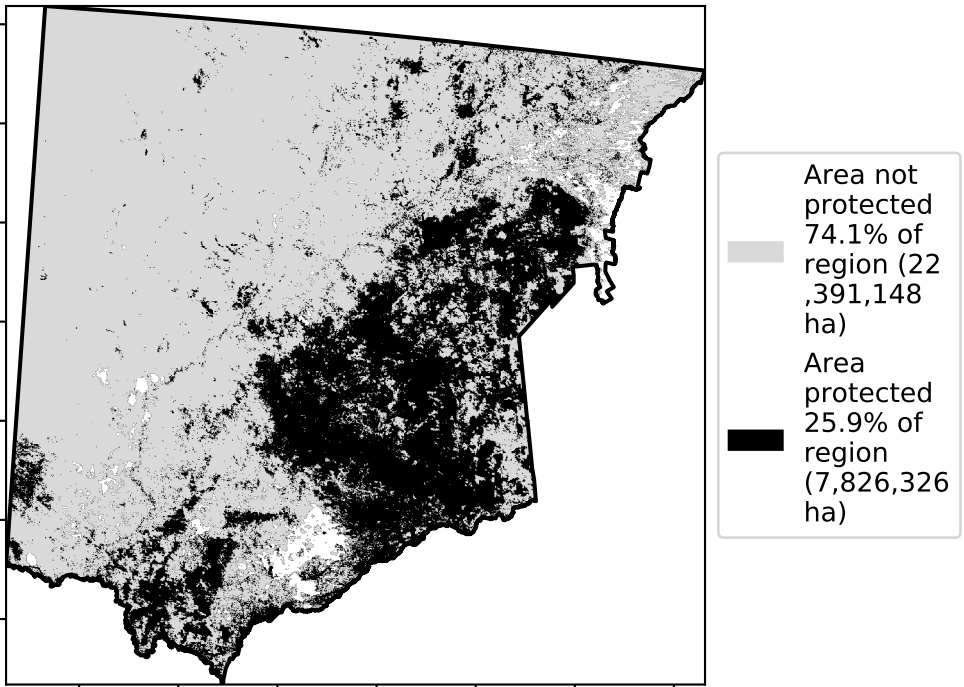 Area not
protected
74.1% of
region (22
,391,148
ha)
Area
protected
25.9% of
region
(7,826,326
ha)